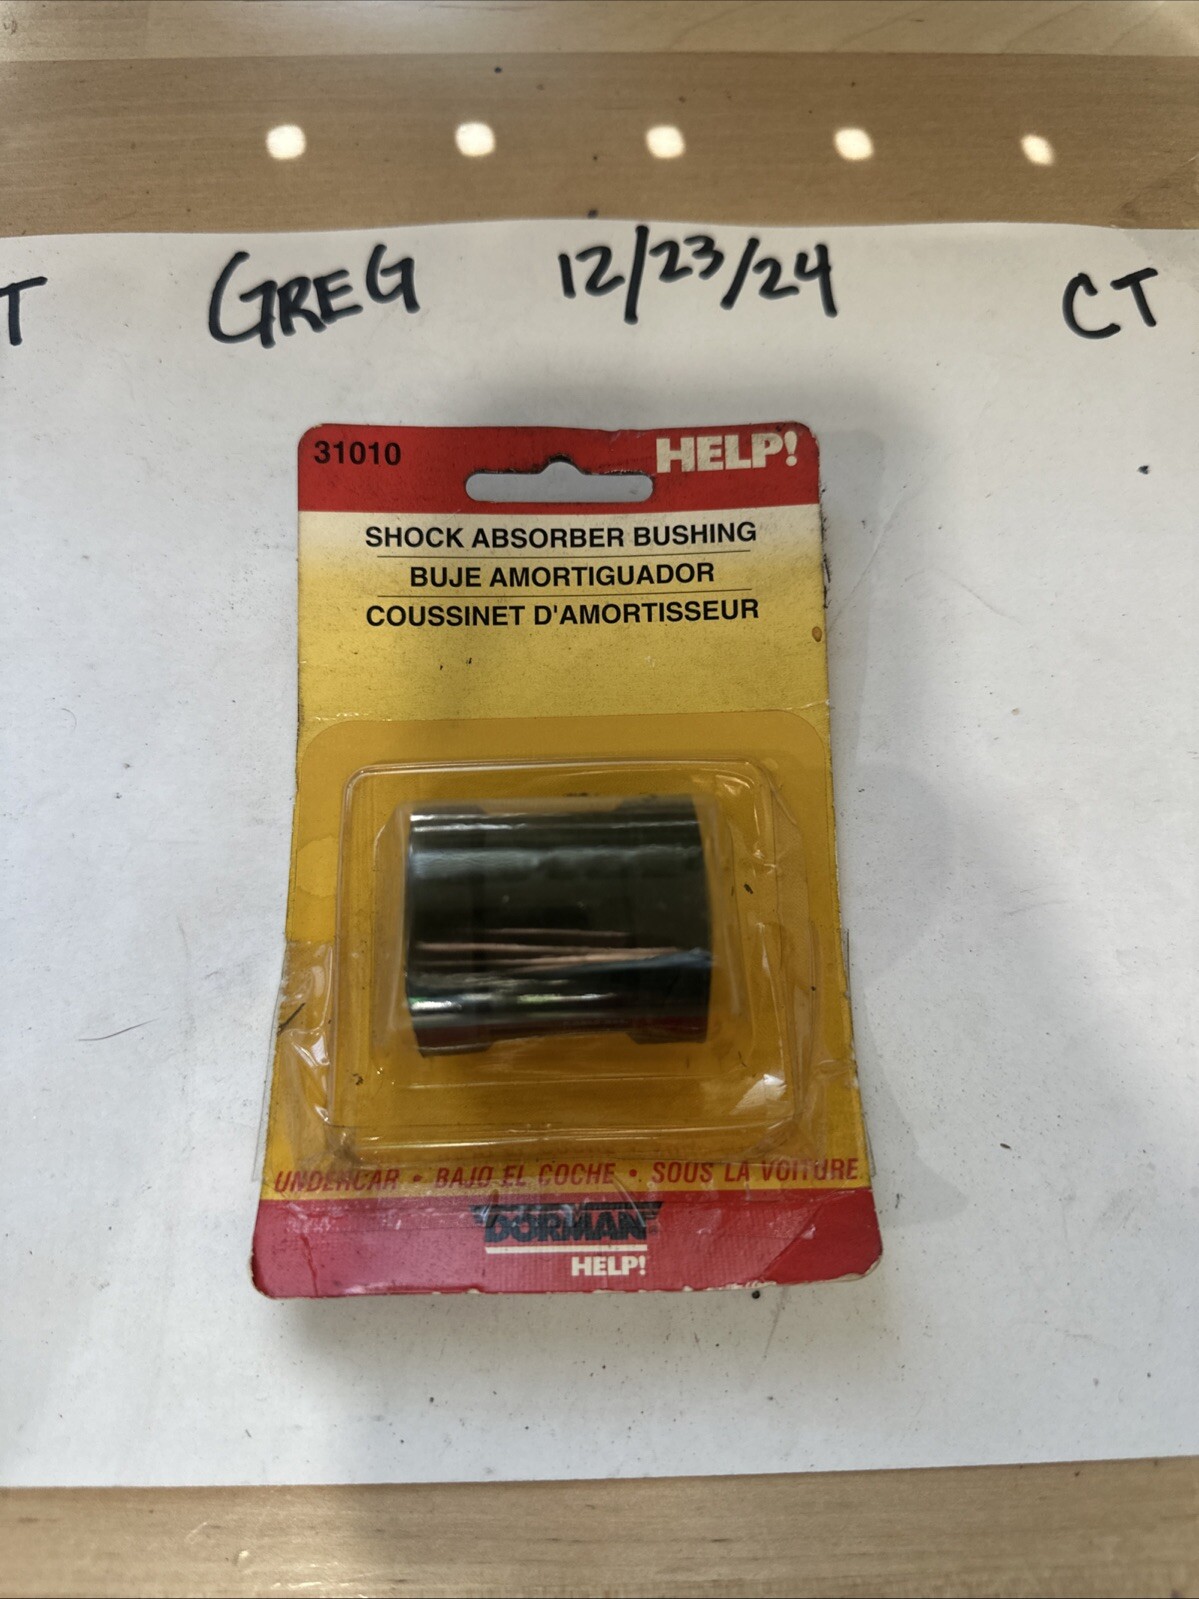 T GREG 12/23/24 CT
31010 HELP!
SHOCK ABSORBER BUSHING
BUJE AMORTIGUADOR
COUSSINET D'AMORTISSEUR
UNDERCAR • BAJO EL COCHE • SOUS LA VOITURE
DORMAN
HELP!